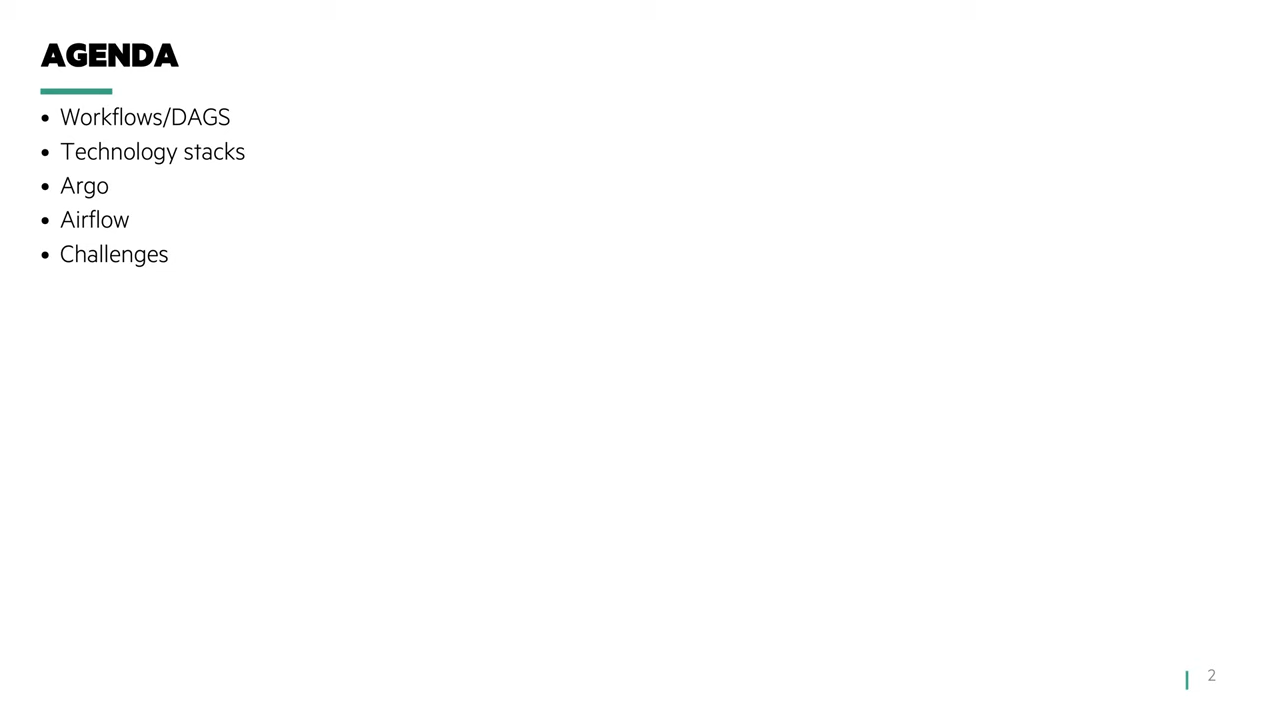 AGENDA
• Workflows/DAGS
• Technology stacks
• Argo
• Airflow
• Challenges
2